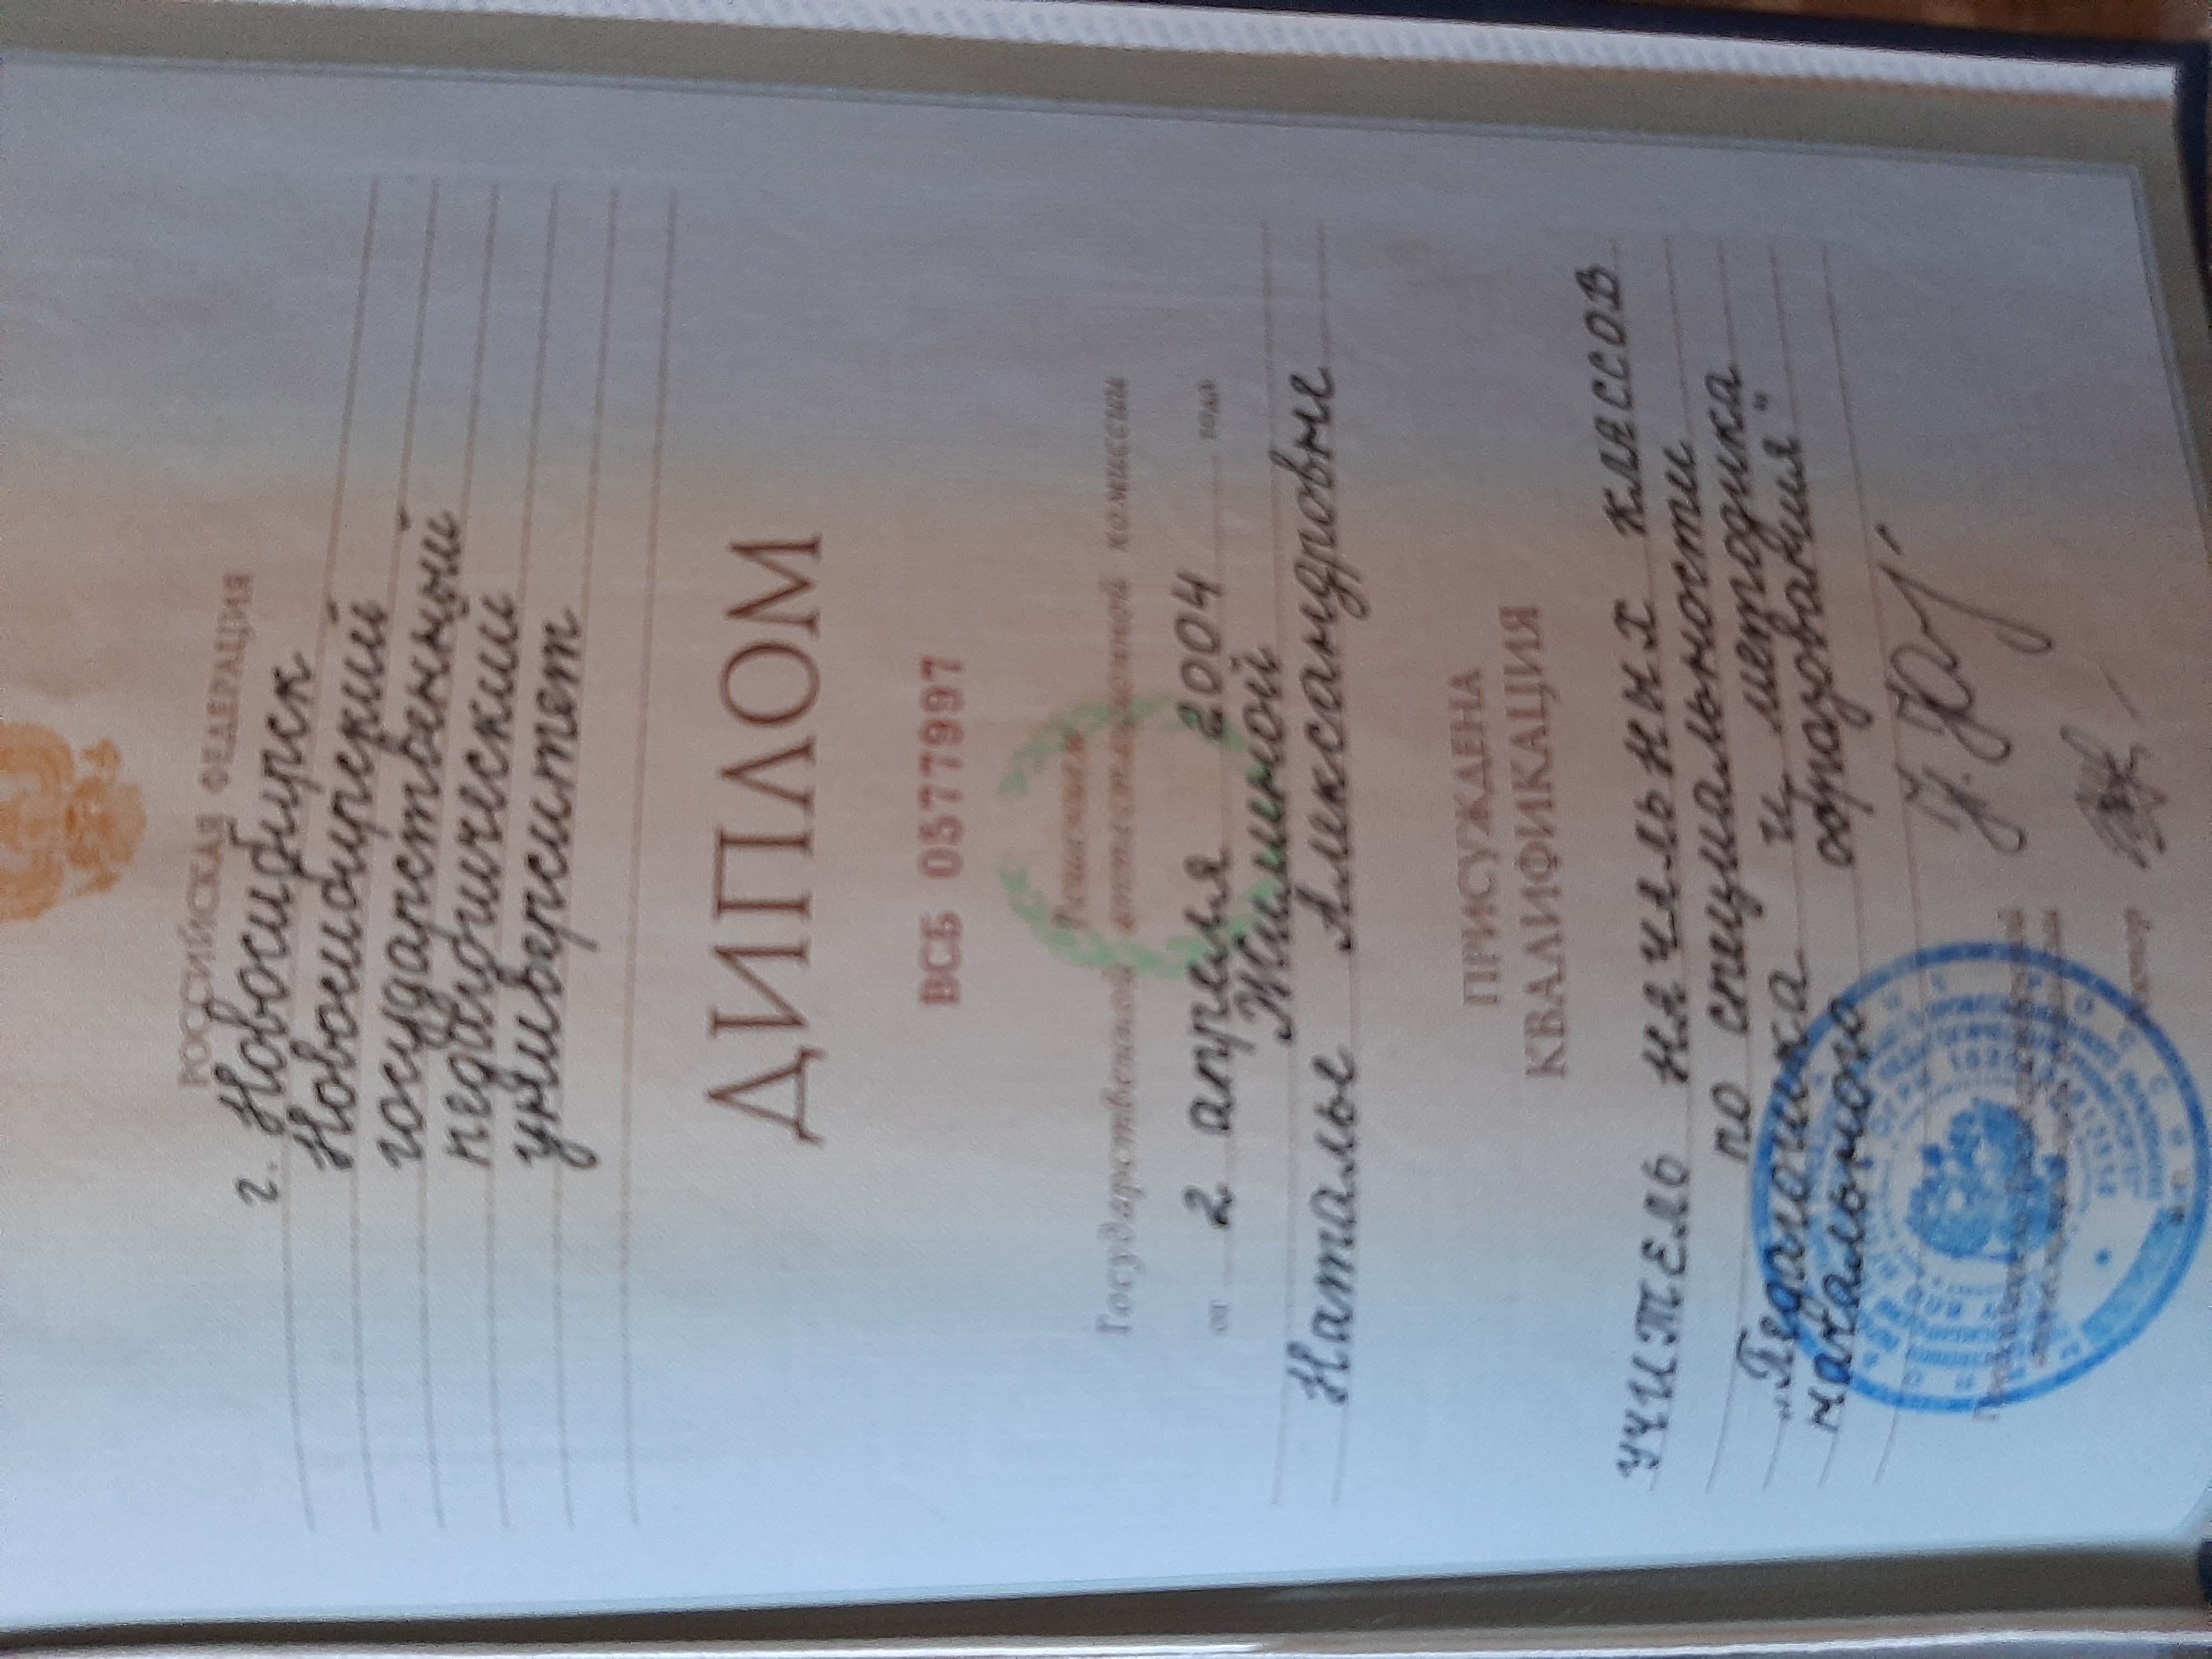 РОССИЙСКАЯ ФЕДЕРАЦИЯ
г. Новосибирск
Новосибирский
государственный
педагогический
университет
ДИПЛОМ
ВСБ 0577997
Решением
Государственной аттестационной комиссии
от 2 апреля 2004 года
Жилиной
Наталье Александровне
ПРИСУЖДЕНА
КВАЛИФИКАЦИЯ
УЧИТЕЛЬ НАЧАЛЬНЫХ КЛАССОВ
по специальности
„Педагогика и методика
начального образования"